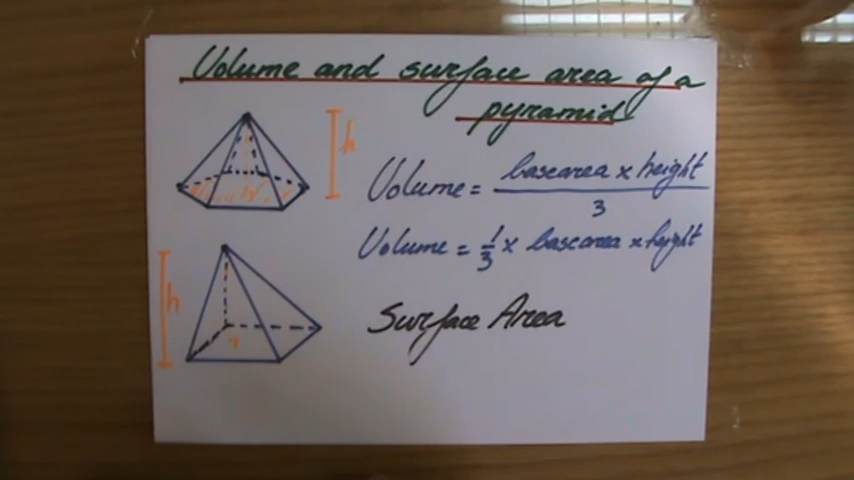 Volume and surface area of a
pyramid
h
Volume = basearea x height
3
Volume = 1/3 x basearea x height
h
Surface Area